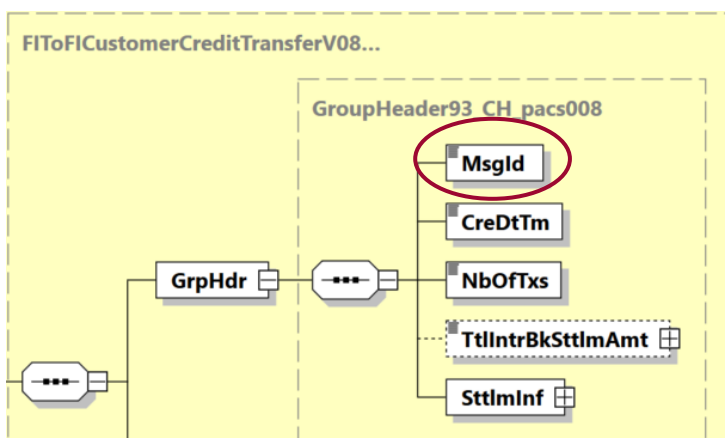 FIToFICustomerCreditTransferV08...
GroupHeader93_CH_pacs008
MsgId
CreDtTm
GrpHdr
NbOfTxs
TtlIntrBkSttlmAmt
SttlmInf